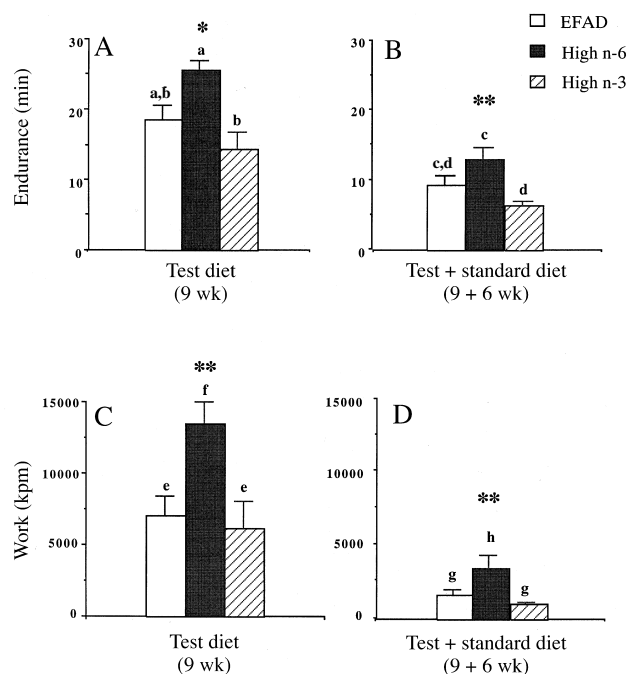 EFAD
High n-6
High n-3
A
*
a
a,b
b
30
20
10
0
Endurance (min)
Test diet
(9 wk)
B
**
c
c,d
d
30
20
10
0
Test + standard diet
(9 + 6 wk)
C
**
f
e
e
15000
10000
5000
0
Work (kpm)
Test diet
(9 wk)
D
**
h
g
g
15000
10000
5000
0
Test + standard diet
(9 + 6 wk)